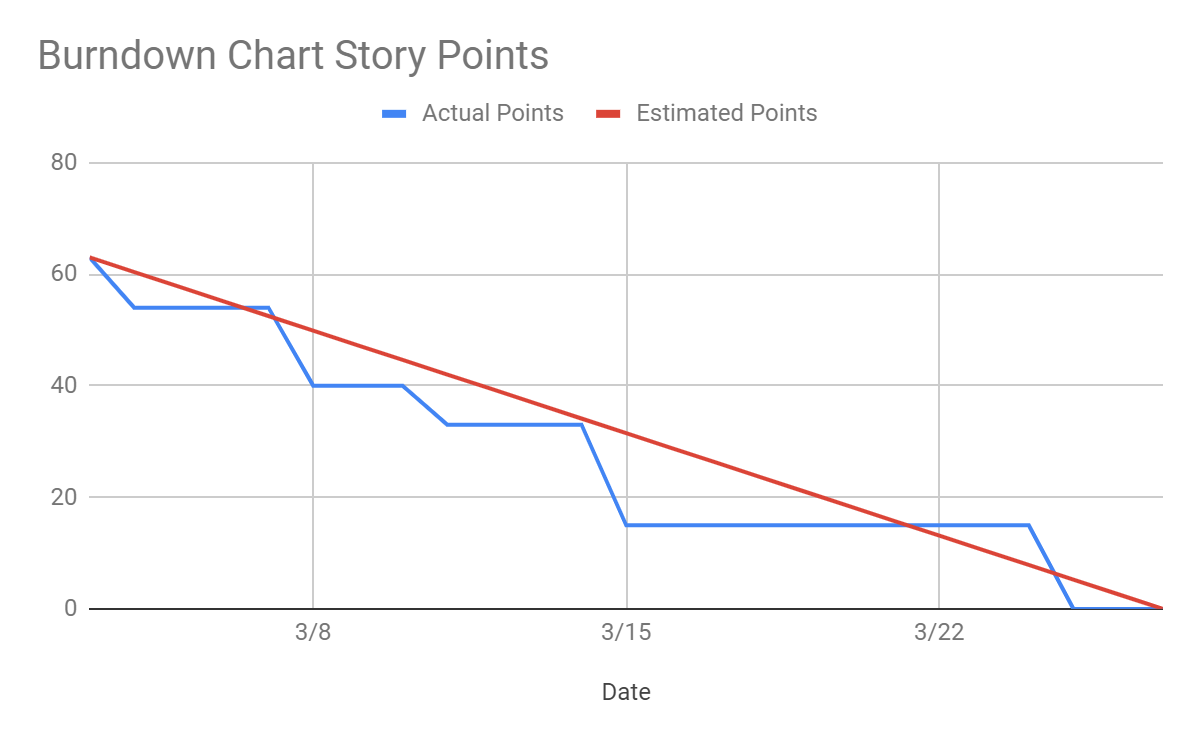 Burndown Chart Story Points
Actual Points Estimated Points
80
60
40
20
0
3/8 3/15 3/22
Date